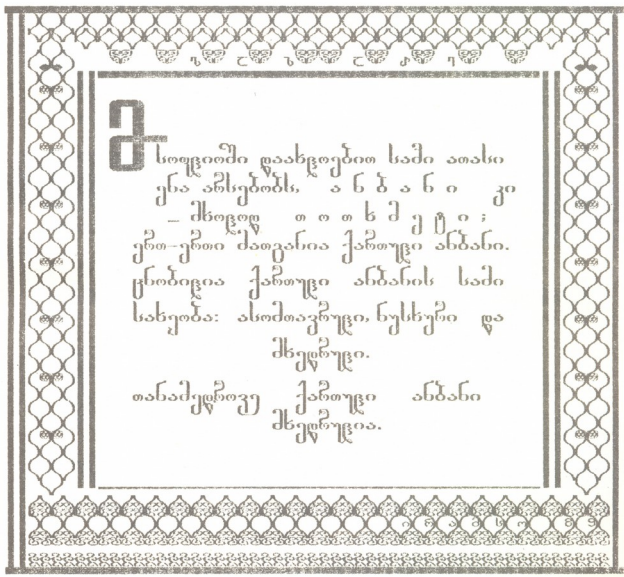 მსოფლიოში დაახლოებით სამი ათასი
ენა არსებობს, ანბანი კი
– მხოლოდ თოთხმეტი;
ერთ-ერთი მათგანია ქართული ანბანი.
ცნობილია ქართული ანბანის სამი
სახეობა: ასომთავრული, ნუსხური და
მხედრული.
თანამედროვე ქართული ანბანი
მხედრულია.